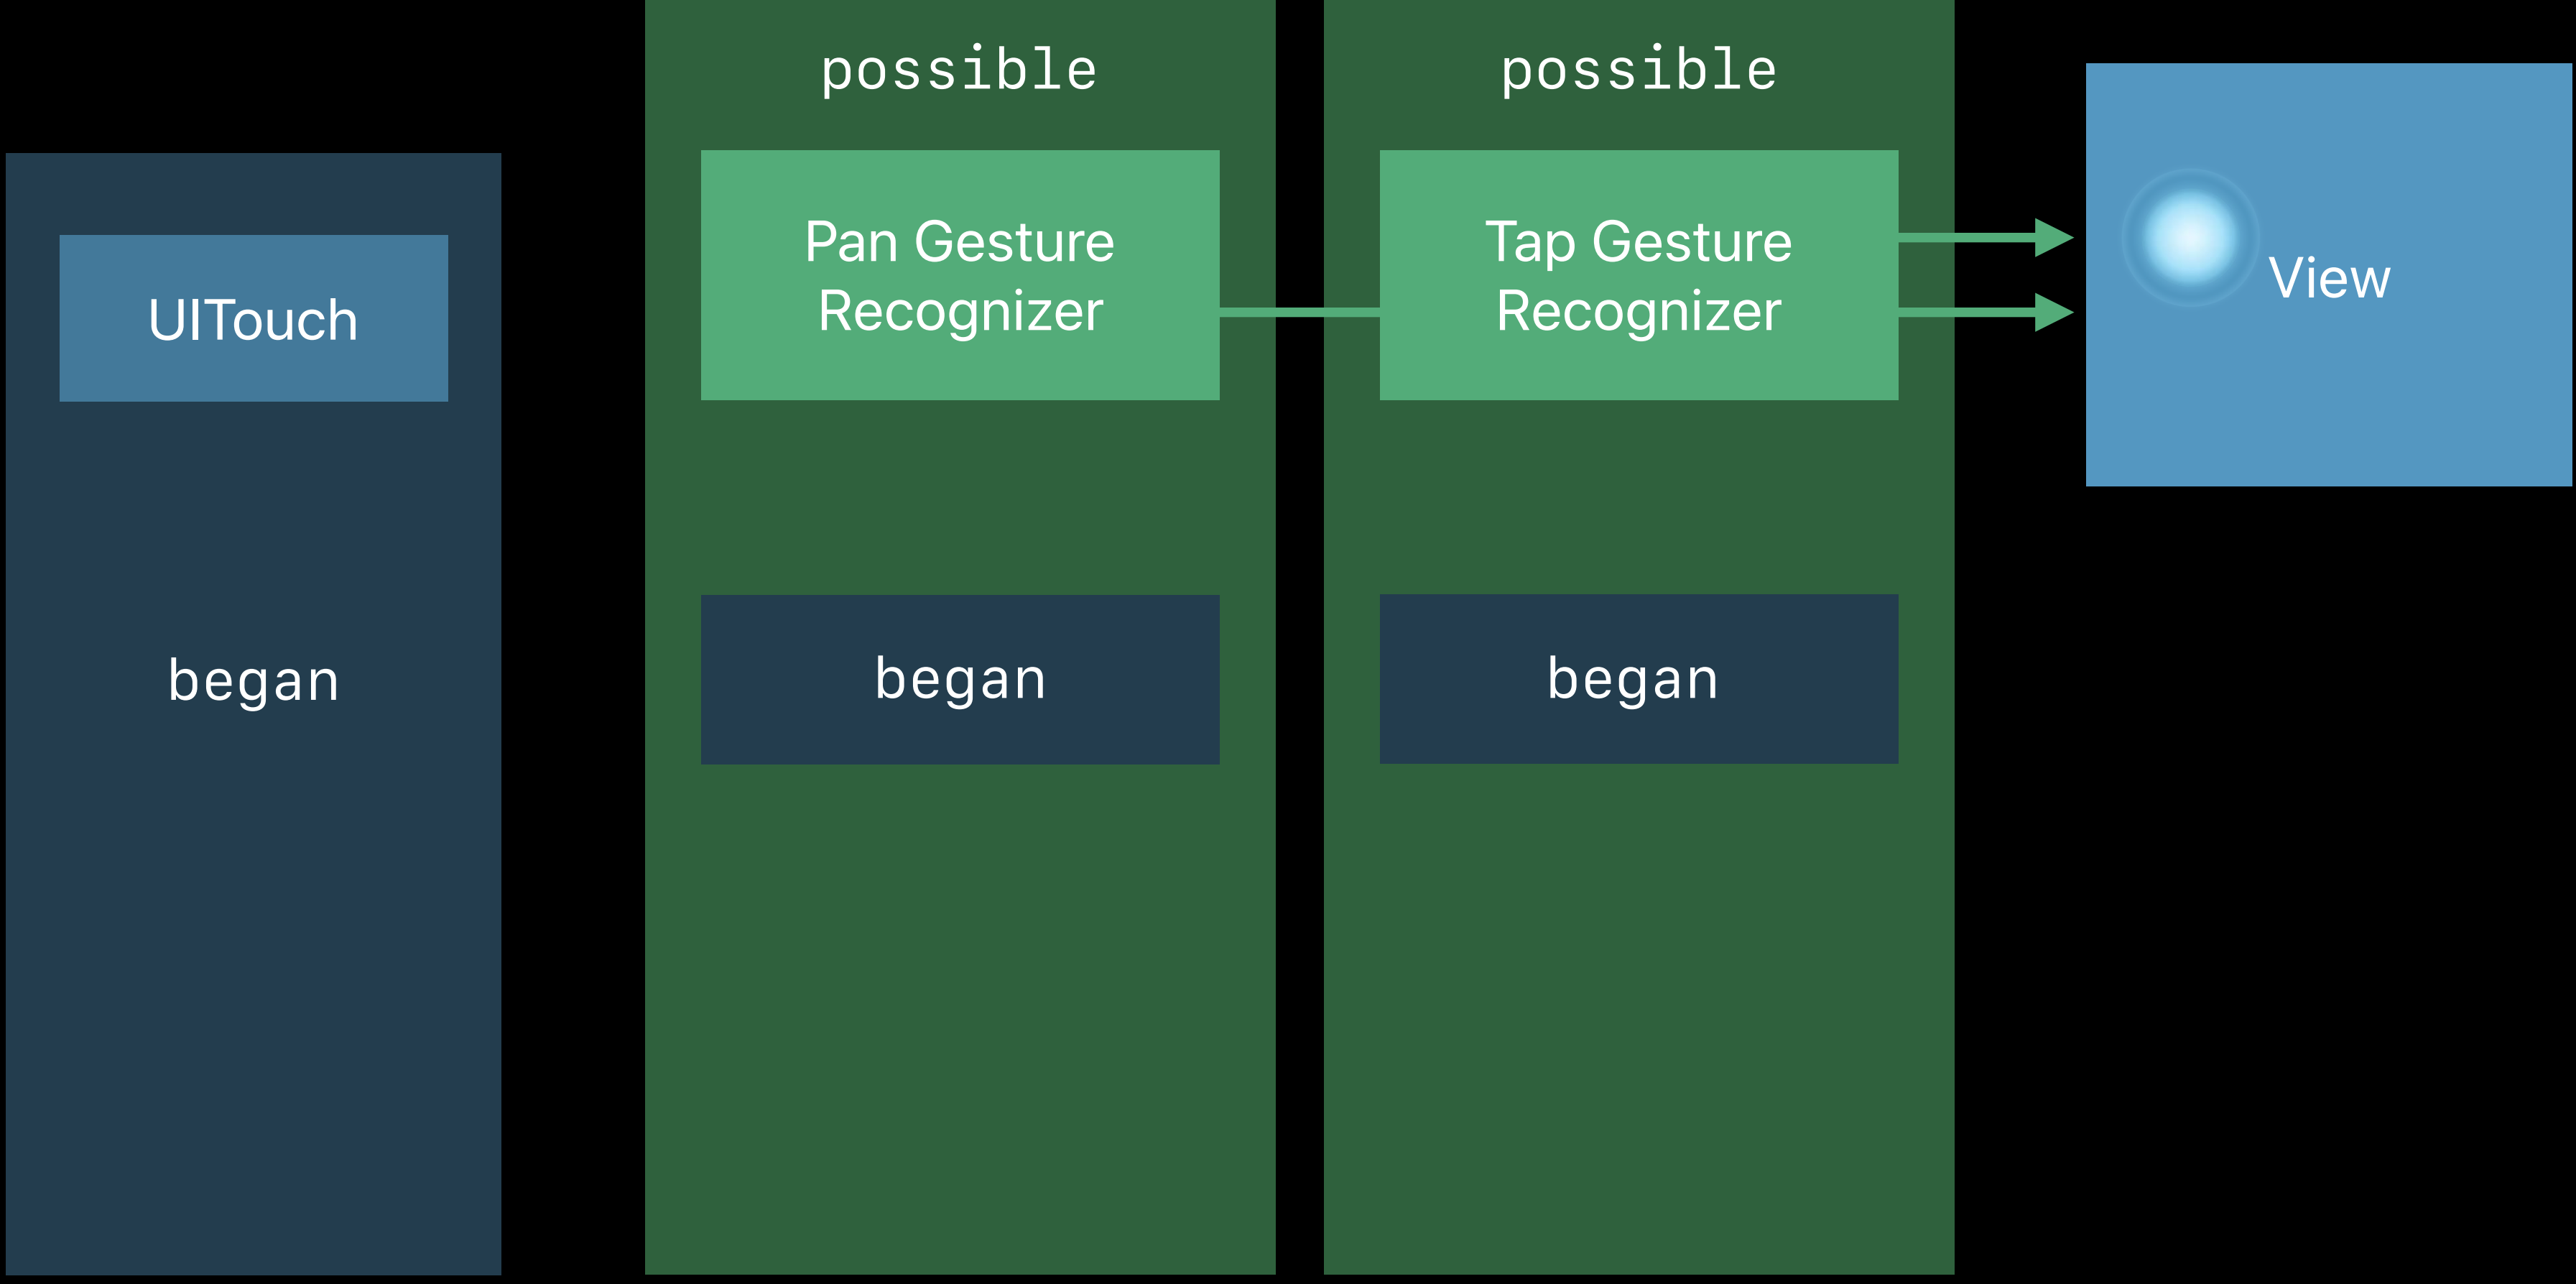 possible
possible
UITouch
Pan Gesture
Recognizer
Tap Gesture
Recognizer
View
began
began
began